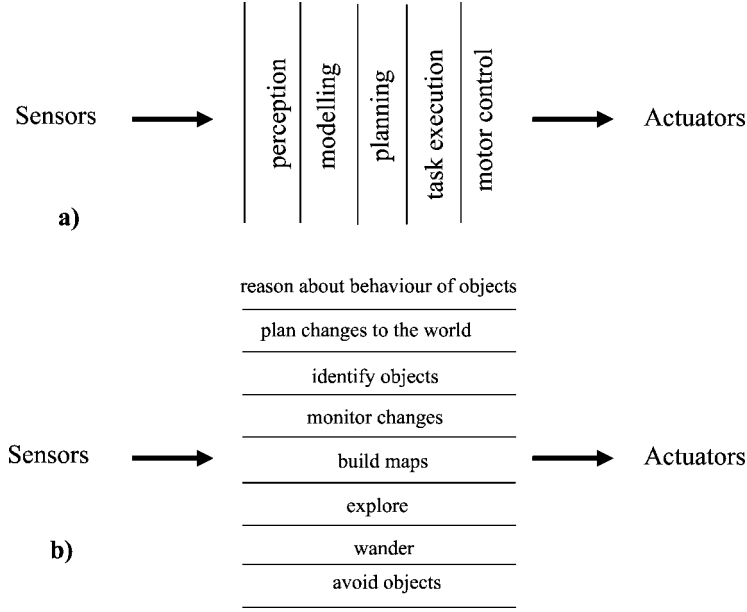 Sensors
perception
modelling
planning
task execution
motor control
Actuators
a)
reason about behaviour of objects
plan changes to the world
identify objects
monitor changes
Sensors
build maps
Actuators
explore
b)
wander
avoid objects